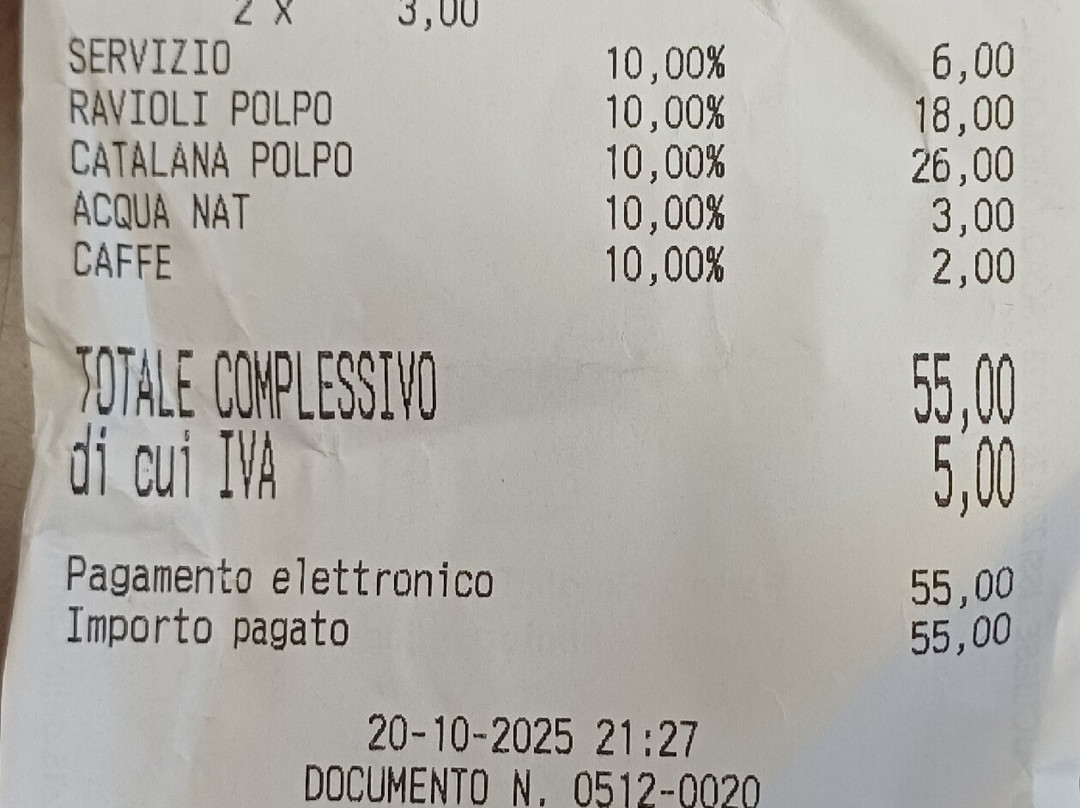 2 X 3,00
SERVIZIO 10,00% 6,00
RAVIOLI POLPO 10,00% 18,00
CATALANA POLPO 10,00% 26,00
ACQUA NAT 10,00% 3,00
CAFFE 10,00% 2,00
TOTALE COMPLESSIVO 55,00
di cui IVA 5,00
Pagamento elettronico 55,00
Importo pagato 55,00
20-10-2025 21:27
DOCUMENTO N. 0512-0020